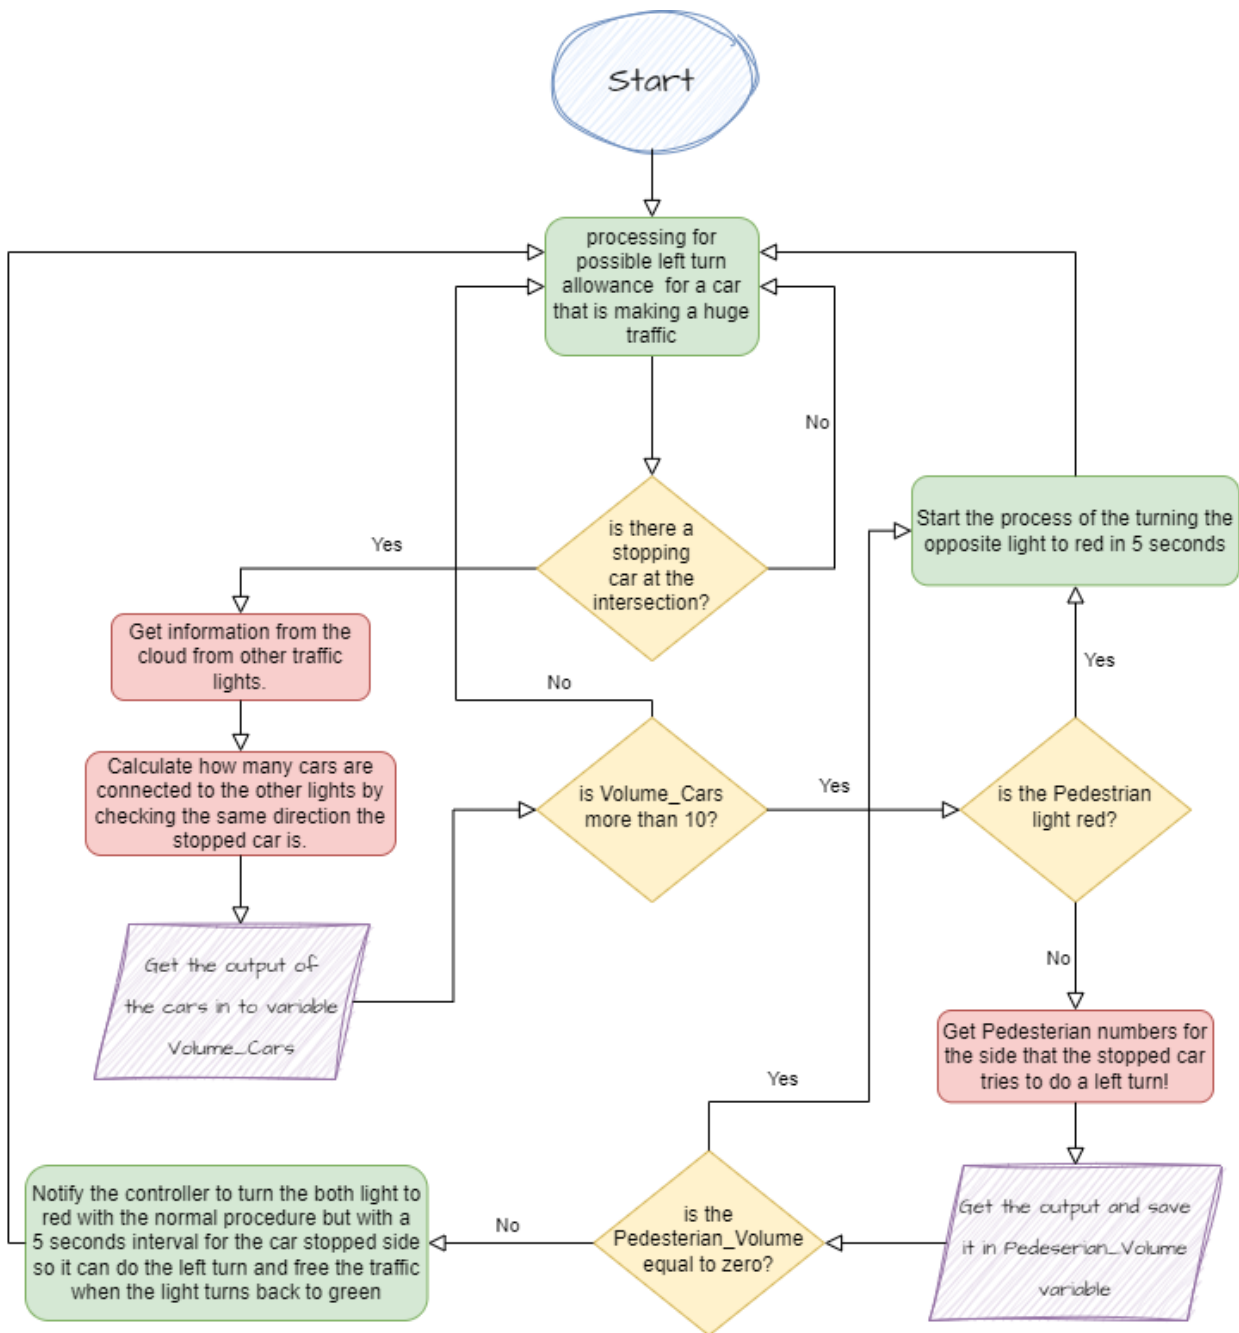 Start
processing for
possible left turn
allowance for a car
that is making a huge
traffic
No
is there a
stopping
car at the
intersection?
Yes
Start the process of the turning the
opposite light to red in 5 seconds
Get information from the
cloud from other traffic
lights.
No
Yes
Calculate how many cars are
connected to the other lights by
checking the same direction the
stopped car is.
is Volume_Cars
more than 10?
Yes
is the Pedestrian
light red?
Get the output of
the cars in to variable
Volume_Cars
No
Get Pedesterian numbers for
the side that the stopped car
tries to do a left turn!
Yes
Notify the controller to turn the both light to
red with the normal procedure but with a
5 seconds interval for the car stopped side
so it can do the left turn and free the traffic
when the light turns back to green
No
is the
Pedesterian_Volume
equal to zero?
Get the output and save
it in Pedeserian_Volume
variable